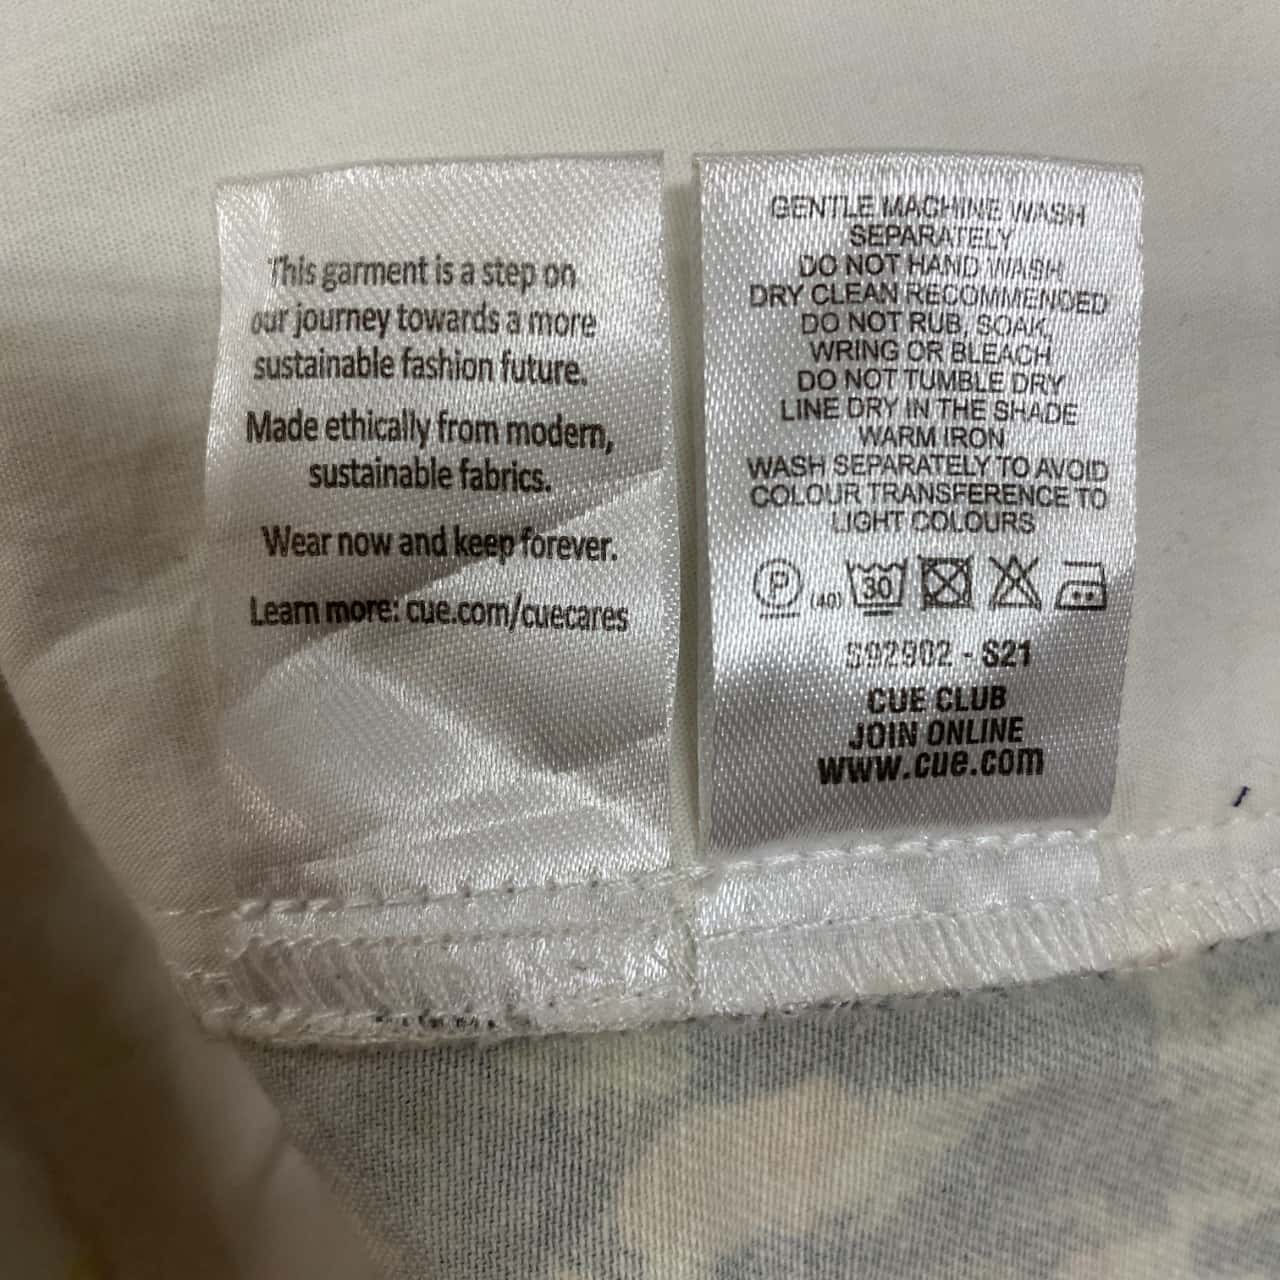 This garment is a step on
our journey towards a more
sustainable fashion future.
Made ethically from modern,
sustainable fabrics.
Wear now and keep forever.
Learn more: cue.com/cuecares
GENTLE MACHINE WASH
SEPARATELY
DO NOT HAND WASH
DRY CLEAN RECOMMENDED
DO NOT RUB, SOAK,
WRING OR BLEACH
DO NOT TUMBLE DRY
LINE DRY IN THE SHADE
WARM IRON
WASH SEPARATELY TO AVOID
COLOUR TRANSFERENCE TO
LIGHT COLOURS
P (40) 30
S92902 - S21
CUE CLUB
JOIN ONLINE
www.cue.com